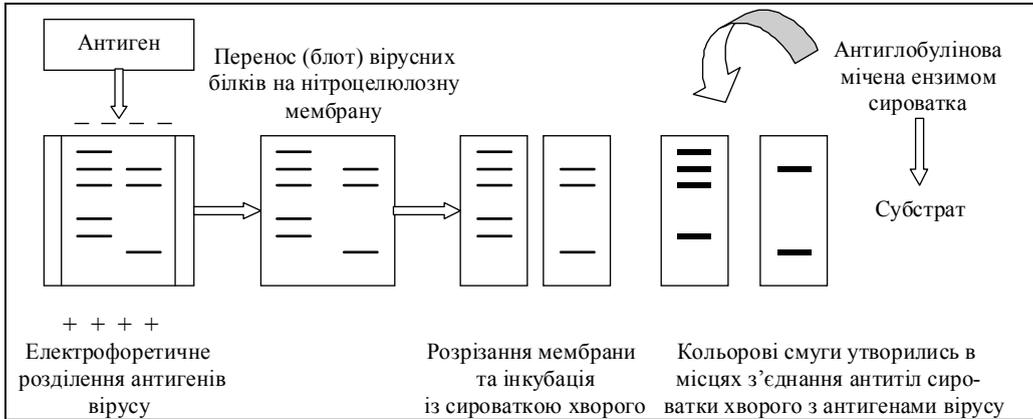 Антиген
Перенос (блот) вірусних
білків на нітроцелюлозну
мембрану
Антиглобулінова
мічена ензимом
сироватка
– – – –
Субстрат
+ + + +
Електрофоретичне
розділення антигенів
вірусу
Розрізання мембрани
та інкубація
із сироваткою хворого
Кольорові смуги утворились в
місцях з’єднання антитіл сиро-
ватки хворого з антигенами вірусу